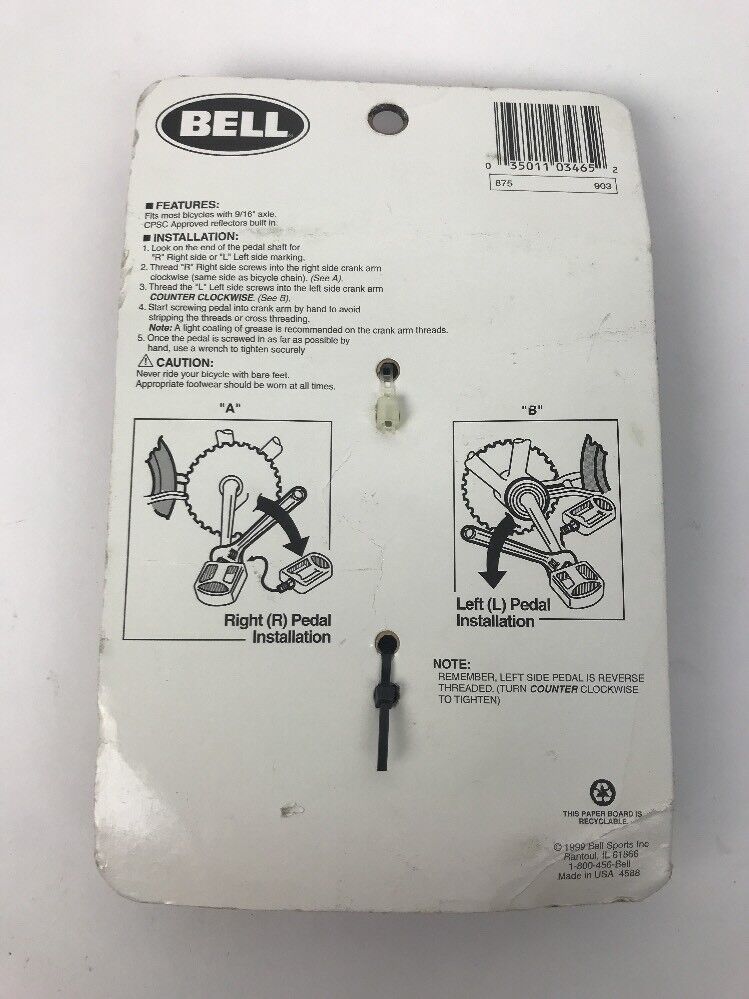 BELL
0 35011 03465 2
875 903
■ FEATURES:
Fits most bicycles with 9/16" axle.
CPSC Approved reflectors built in.
■ INSTALLATION:
1. Look on the end of the pedal shaft for
"R" Right side or "L" Left side marking.
2. Thread "R" Right side screws into the right side crank arm
clockwise (same side as bicycle chain). (See A).
3. Thread the "L" Left side screws into the left side crank arm
COUNTER CLOCKWISE. (See B).
4. Start screwing pedal into crank arm by hand to avoid
stripping the threads or cross threading.
Note: A light coating of grease is recommended on the crank arm threads.
5. Once the pedal is screwed in as far as possible by
hand, use a wrench to tighten securely
CAUTION:
Never ride your bicycle with bare feet.
Appropriate footwear should be worn at all times.
"A"
Right (R) Pedal
Installation
"B"
Left (L) Pedal
Installation
NOTE:
REMEMBER, LEFT SIDE PEDAL IS REVERSE
THREADED. (TURN COUNTER CLOCKWISE
TO TIGHTEN)
THIS PAPER BOARD IS
RECYCLABLE.
© 1999 Bell Sports Inc
Rantoul, IL 61866
1-800-456-Bell
Made in USA 4588